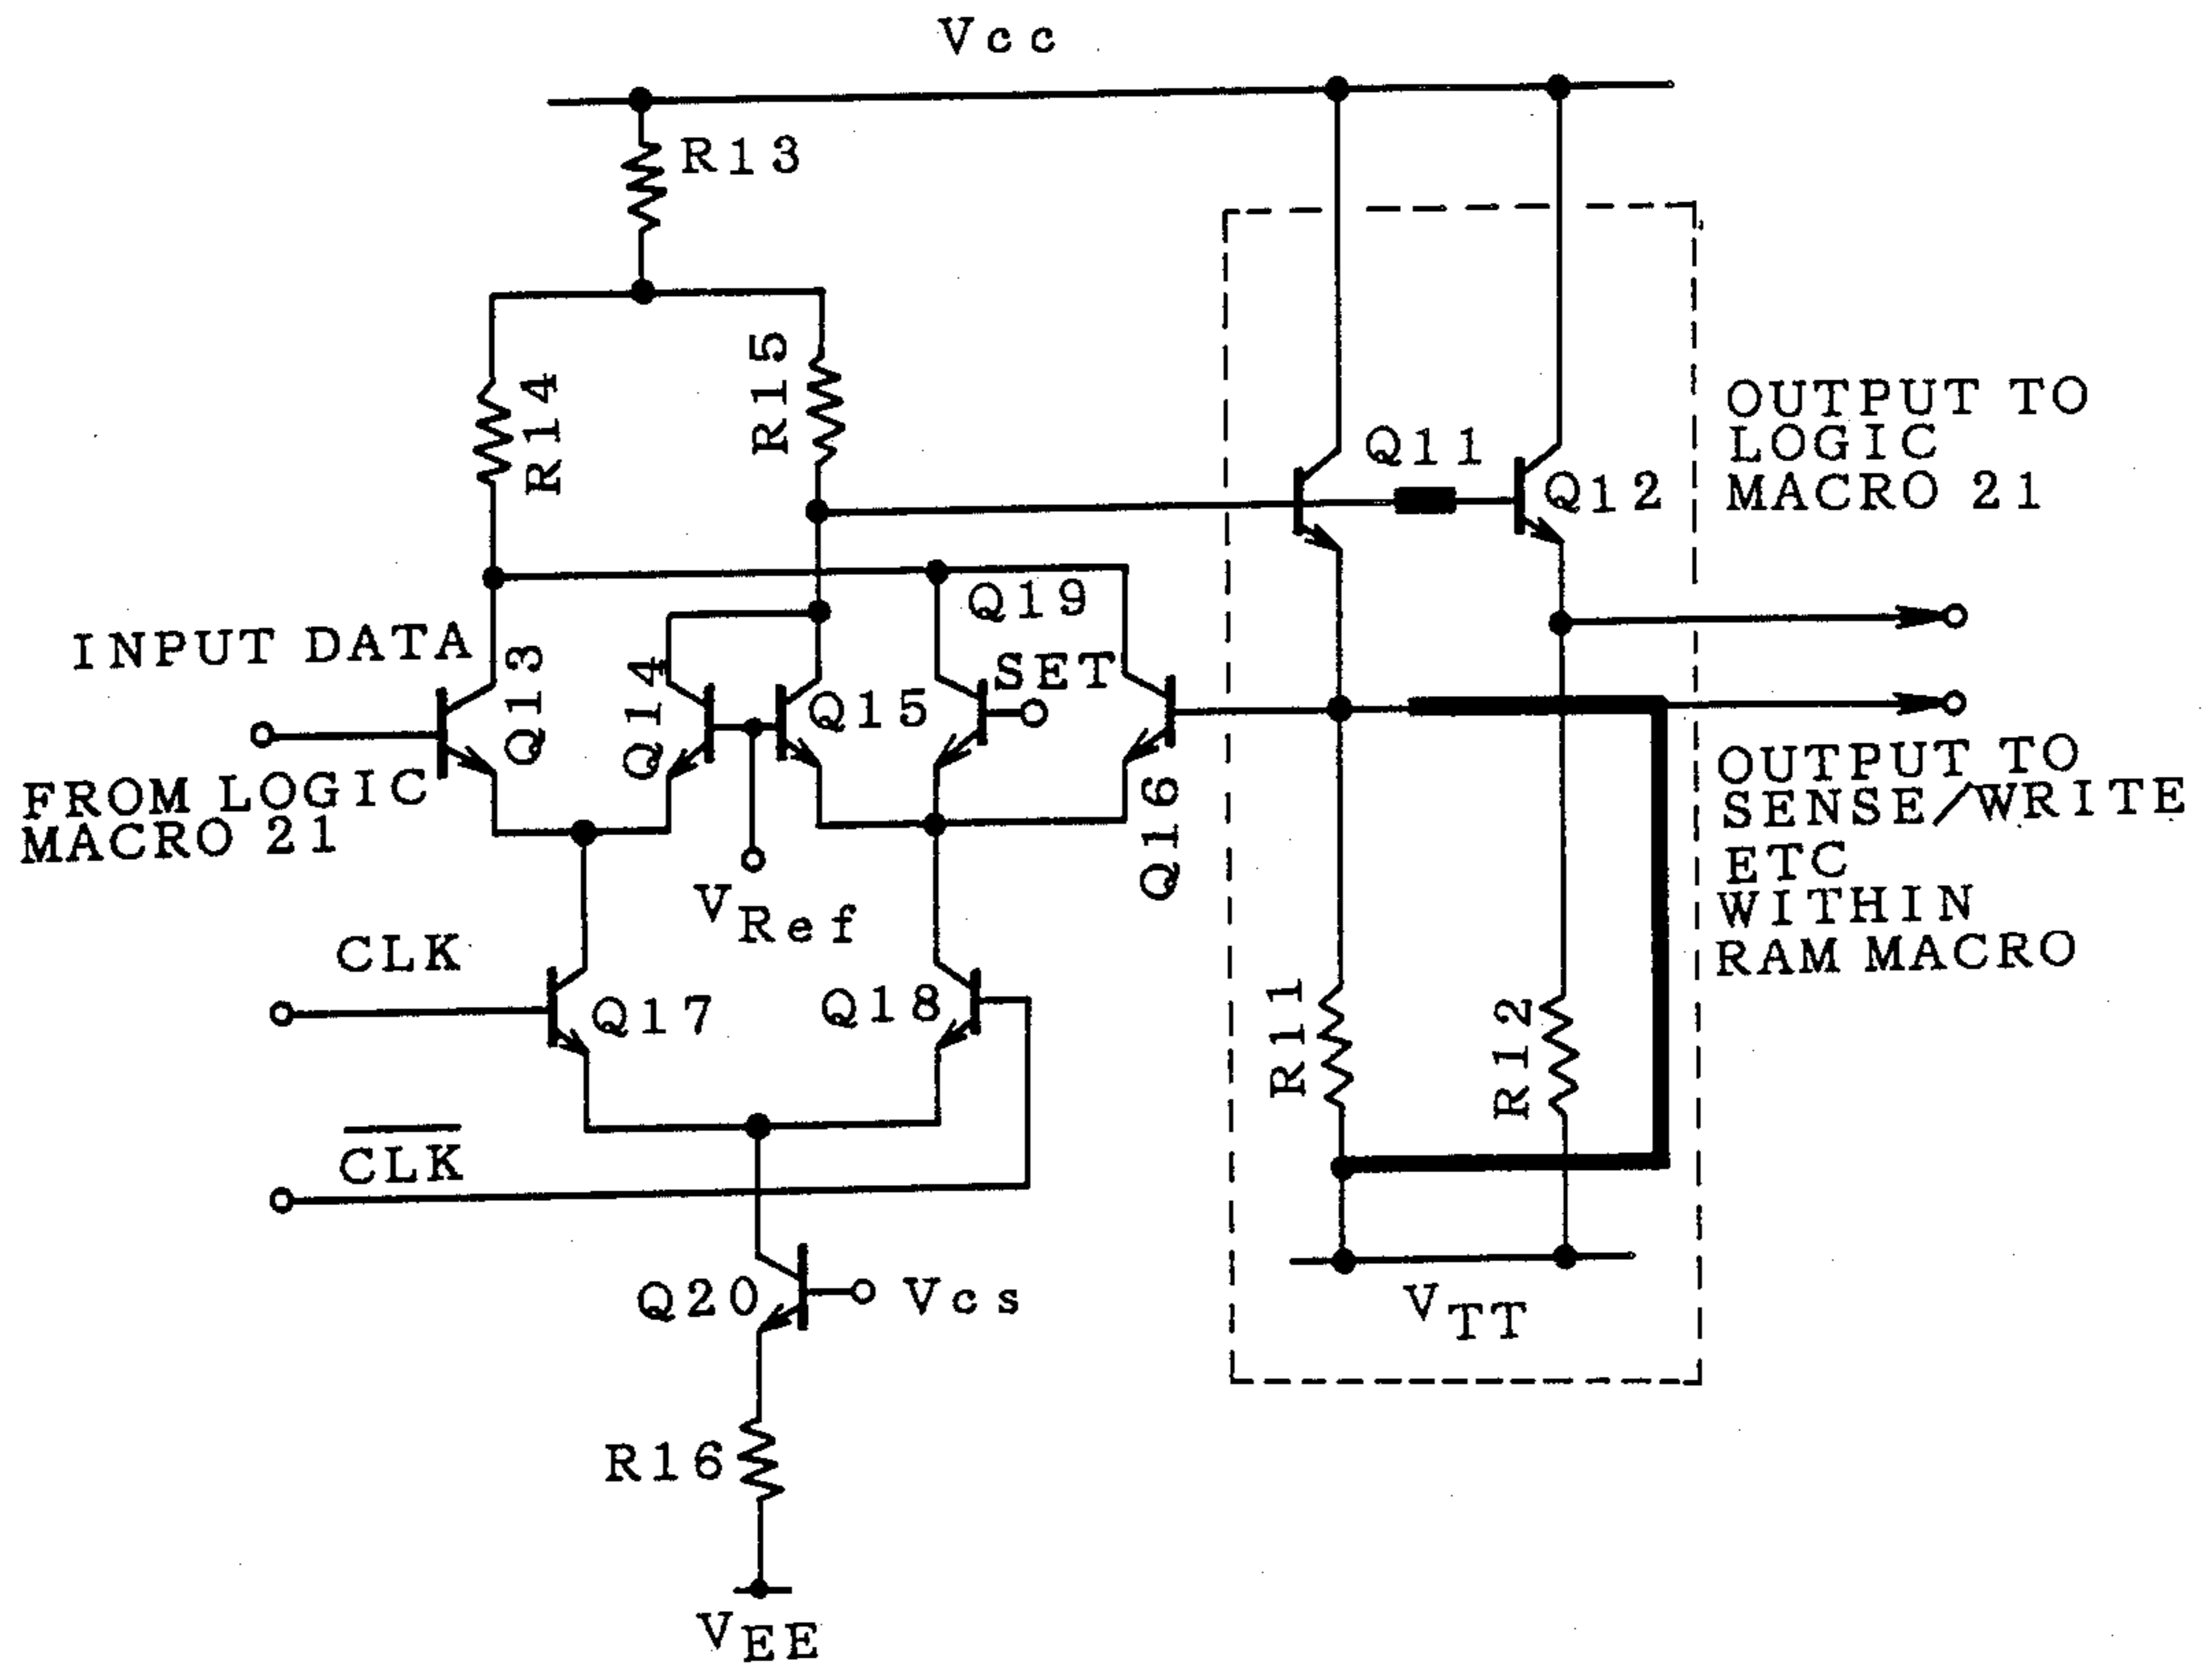 Vcc
R13
R14
R15
Q11
Q12
OUTPUT TO
LOGIC
MACRO 21
INPUT DATA
Q13
Q14
Q15
Q19
SET
Q16
FROM LOGIC
MACRO 21
VRef
OUTPUT TO
SENSE/WRITE
ETC
WITHIN
RAM MACRO
CLK
Q17
Q18
R11
R12
CLK
Q20
Vcs
VTT
R16
VEE